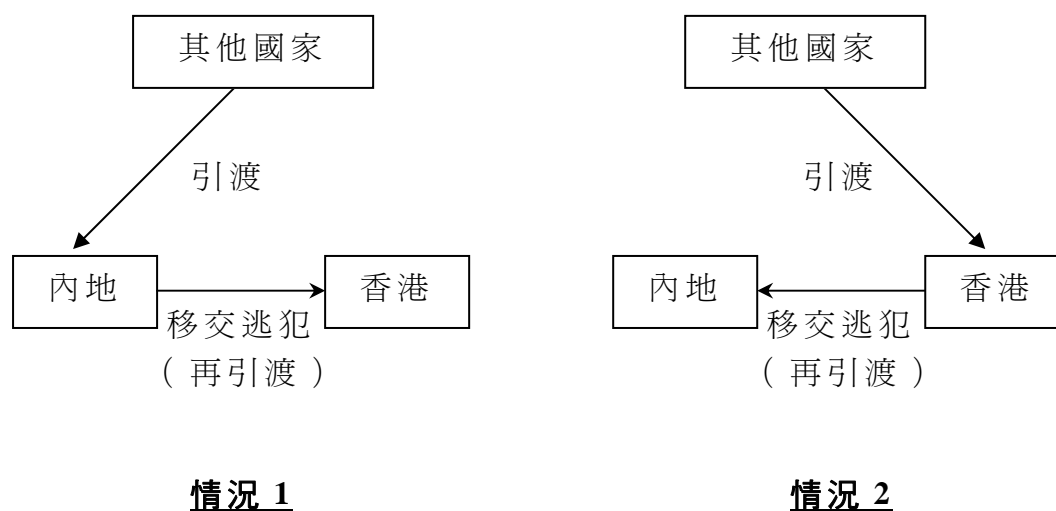 其他國家
引渡
內地
香港
移交逃犯
（再引渡）
情況 1
其他國家
引渡
內地
香港
移交逃犯
（再引渡）
情況 2